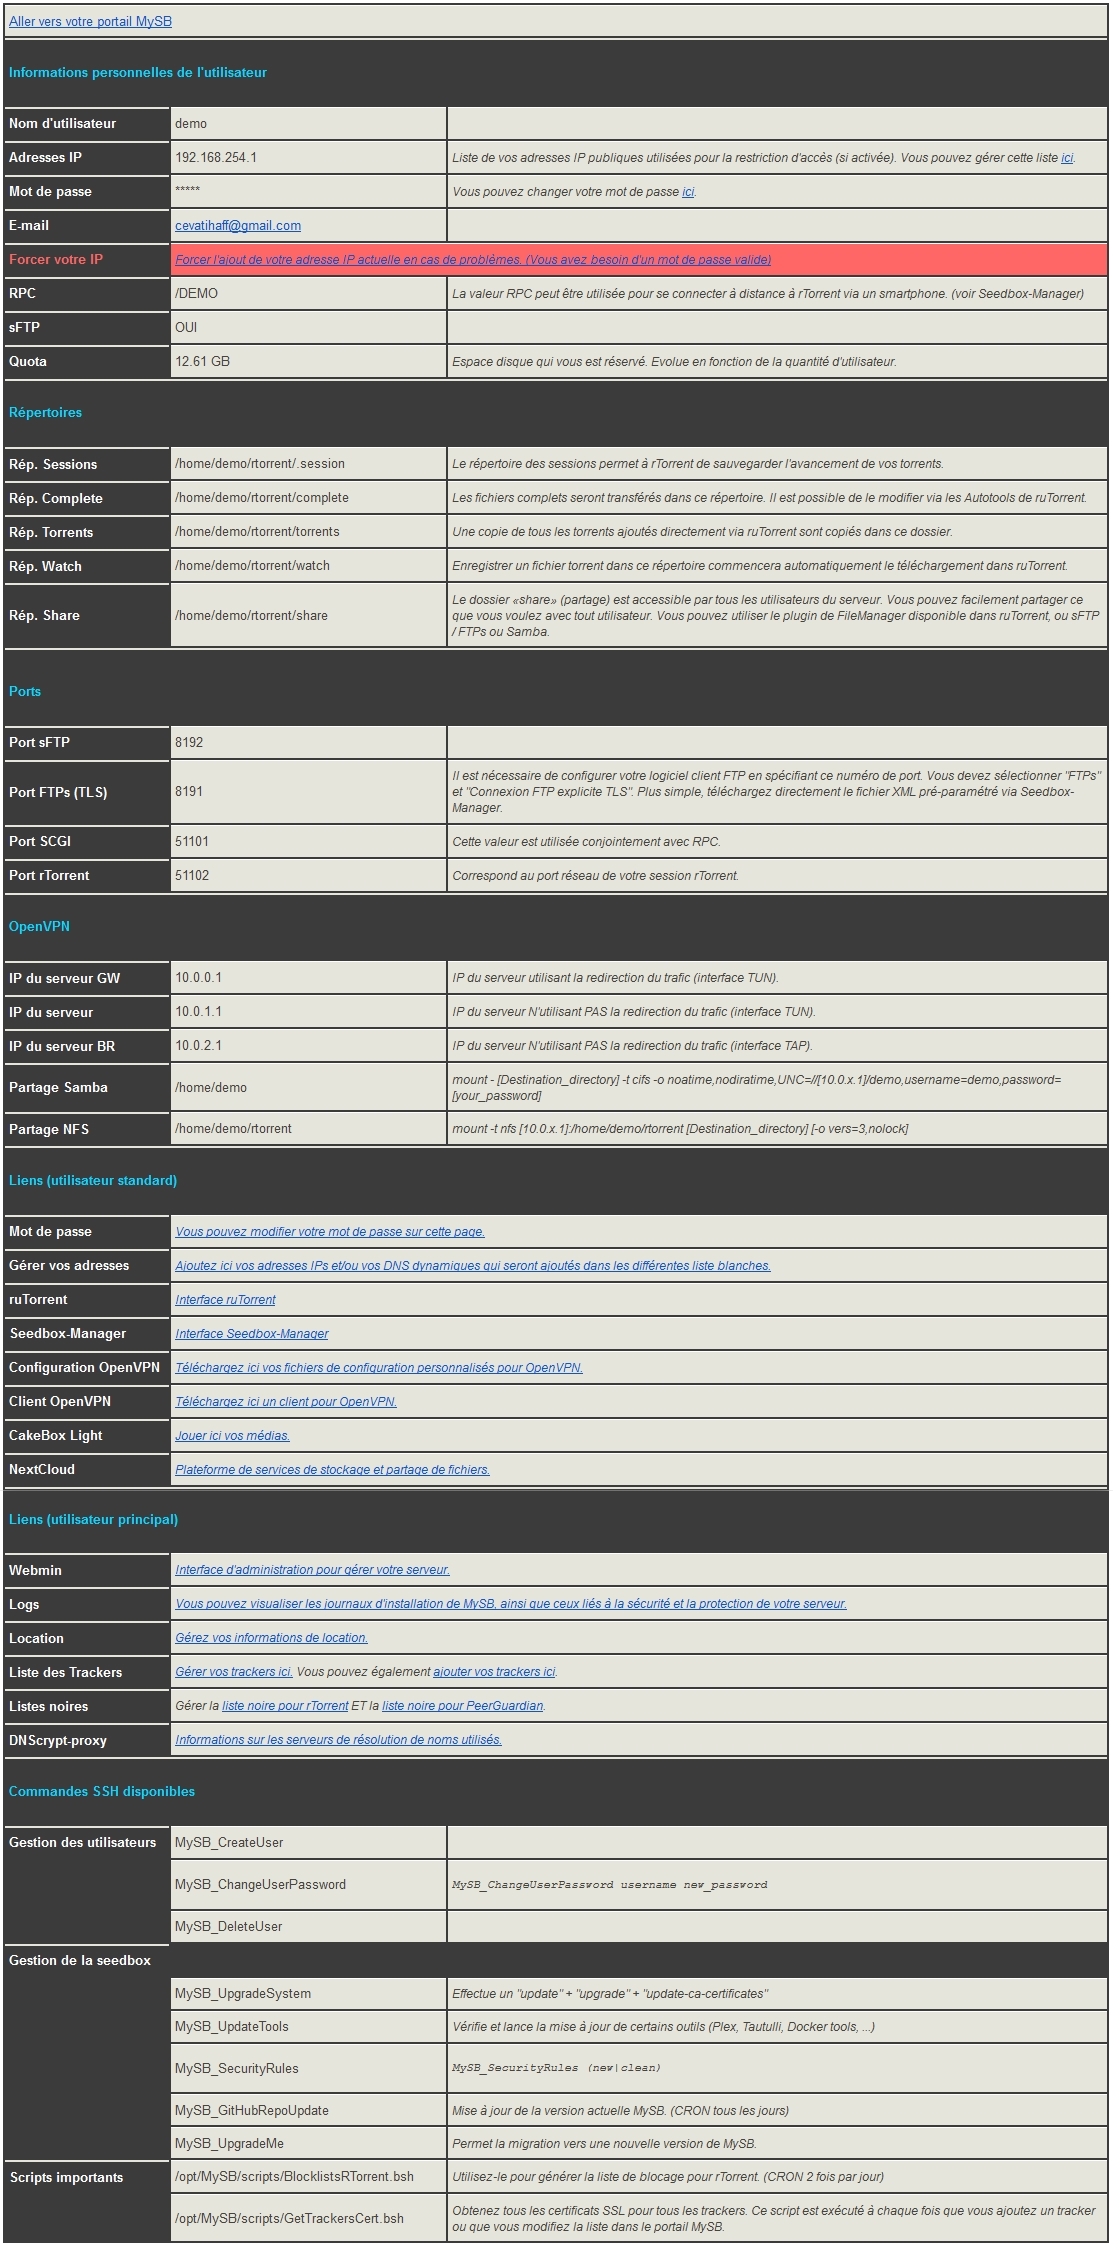 Aller vers votre portail MySB
Informations personnelles de l'utilisateur
Nom d'utilisateur demo
Adresses IP 192.168.254.1 Liste de vos adresses IP publiques utilisées pour la restriction d'accès (si activée). Vous pouvez gérer cette liste ici.
Mot de passe ***** Vous pouvez changer votre mot de passe ici.
E-mail cevatihaff@gmail.com
Forcer votre IP Forcer l'ajout de votre adresse IP actuelle en cas de problèmes. (Vous avez besoin d'un mot de passe valide)
RPC /DEMO La valeur RPC peut être utilisée pour se connecter à distance à rTorrent via un smartphone. (voir Seedbox-Manager)
sFTP OUI
Quota 12.61 GB Espace disque qui vous est réservé. Evolue en fonction de la quantité d'utilisateur.
Répertoires
Rép. Sessions /home/demo/rtorrent/.session Le répertoire des sessions permet à rTorrent de sauvegarder l'avancement de vos torrents.
Rép. Complete /home/demo/rtorrent/complete Les fichiers complets seront transférés dans ce répertoire. Il est possible de le modifier via les Autotools de ruTorrent.
Rép. Torrents /home/demo/rtorrent/torrents Une copie de tous les torrents ajoutés directement via ruTorrent sont copiés dans ce dossier.
Rép. Watch /home/demo/rtorrent/watch Enregistrer un fichier torrent dans ce répertoire commencera automatiquement le téléchargement dans ruTorrent.
Rép. Share /home/demo/rtorrent/share Le dossier «share» (partage) est accessible par tous les utilisateurs du serveur. Vous pouvez facilement partager ce
que vous voulez avec tout utilisateur. Vous pouvez utiliser le plugin de FileManager disponible dans ruTorrent, ou sFTP
/ FTPs ou Samba.
Ports
Port sFTP 8192
Port FTPs (TLS) 8191 Il est nécessaire de configurer votre logiciel client FTP en spécifiant ce numéro de port. Vous devez sélectionner "FTPs"
et "Connexion FTP explicite TLS". Plus simple, téléchargez directement le fichier XML pré-paramétré via Seedbox-
Manager.
Port SCGI 51101 Cette valeur est utilisée conjointement avec RPC.
Port rTorrent 51102 Correspond au port réseau de votre session rTorrent.
OpenVPN
IP du serveur GW 10.0.0.1 IP du serveur utilisant la redirection du trafic (interface TUN).
IP du serveur 10.0.1.1 IP du serveur N'utilisant PAS la redirection du trafic (interface TUN).
IP du serveur BR 10.0.2.1 IP du serveur N'utilisant PAS la redirection du trafic (interface TAP).
Partage Samba /home/demo mount - [Destination_directory] -t cifs -o noatime,nodiratime,UNC=//[10.0.x.1]/demo,username=demo,password=
[your_password]
Partage NFS /home/demo/rtorrent mount -t nfs [10.0.x.1]:/home/demo/rtorrent [Destination_directory] [-o vers=3,nolock]
Liens (utilisateur standard)
Mot de passe Vous pouvez modifier votre mot de passe sur cette page.
Gérer vos adresses Ajoutez ici vos adresses IPs et/ou vos DNS dynamiques qui seront ajoutés dans les différentes liste blanches.
ruTorrent Interface ruTorrent
Seedbox-Manager Interface Seedbox-Manager
Configuration OpenVPN Téléchargez ici vos fichiers de configuration personnalisés pour OpenVPN.
Client OpenVPN Téléchargez ici un client pour OpenVPN.
CakeBox Light Jouer ici vos médias.
NextCloud Plateforme de services de stockage et partage de fichiers.
Liens (utilisateur principal)
Webmin Interface d'administration pour gérer votre serveur.
Logs Vous pouvez visualiser les journaux d'installation de MySB, ainsi que ceux liés à la sécurité et la protection de votre serveur.
Location Gérez vos informations de location.
Liste des Trackers Gérer vos trackers ici. Vous pouvez également ajouter vos trackers ici.
Listes noires Gérer la liste noire pour rTorrent ET la liste noire pour PeerGuardian.
DNScrypt-proxy Informations sur les serveurs de résolution de noms utilisés.
Commandes SSH disponibles
Gestion des utilisateurs MySB_CreateUser
MySB_ChangeUserPassword MySB_ChangeUserPassword username new_password
MySB_DeleteUser
Gestion de la seedbox
MySB_UpgradeSystem Effectue un "update" + "upgrade" + "update-ca-certificates"
MySB_UpdateTools Vérifie et lance la mise à jour de certains outils (Plex, Tautulli, Docker tools, ...)
MySB_SecurityRules MySB_SecurityRules (new|clean)
MySB_GitHubRepoUpdate Mise à jour de la version actuelle MySB. (CRON tous les jours)
MySB_UpgradeMe Permet la migration vers une nouvelle version de MySB.
Scripts importants /opt/MySB/scripts/BlocklistsRTorrent.bsh Utilisez-le pour générer la liste de blocage pour rTorrent. (CRON 2 fois par jour)
/opt/MySB/scripts/GetTrackersCert.bsh Obtenez tous les certificats SSL pour tous les trackers. Ce script est exécuté à chaque fois que vous ajoutez un tracker
ou que vous modifiez la liste dans le portail MySB.